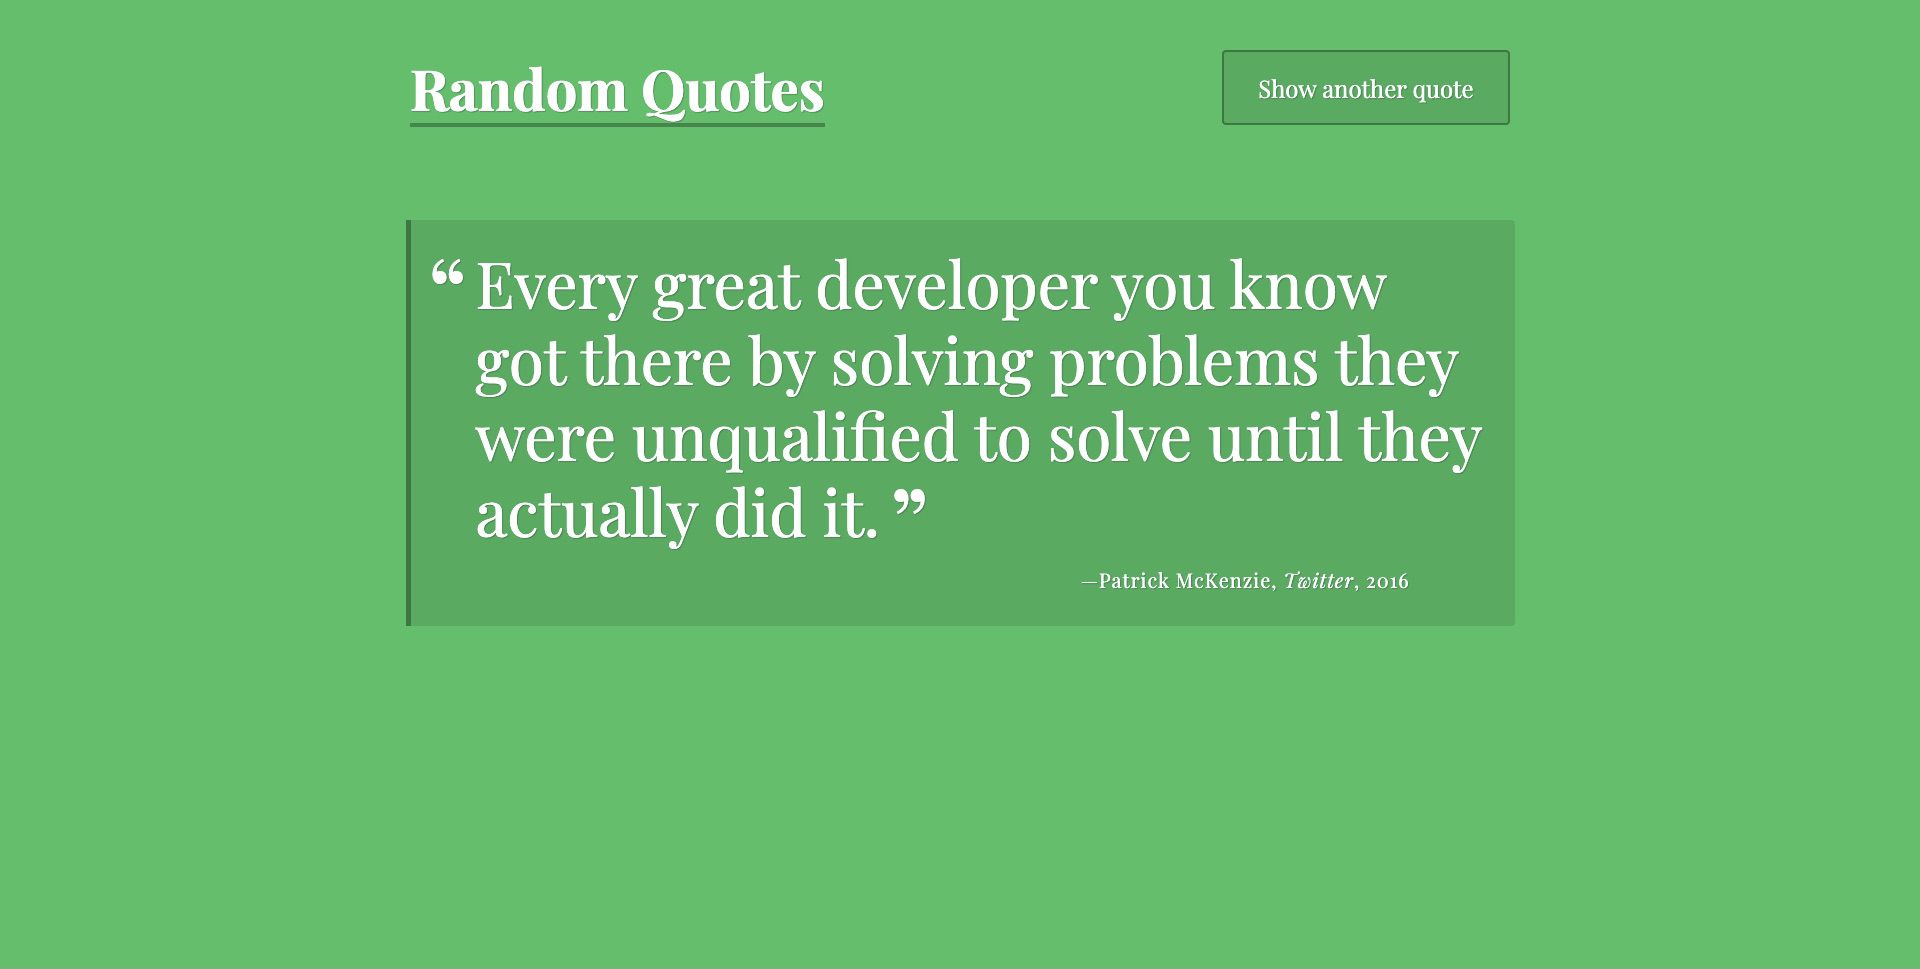 Random Quotes
Show another quote
“ Every great developer you know
got there by solving problems they
were unqualified to solve until they
actually did it. ”
—Patrick McKenzie, Twitter, 2016